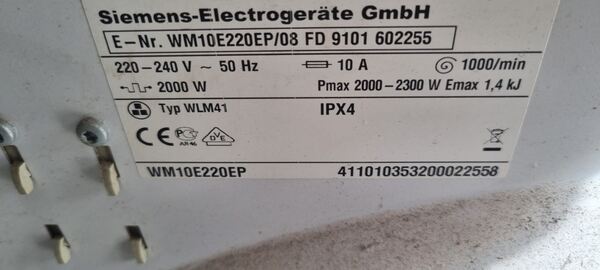 Siemens-Electrogeräte GmbH
E-Nr. WM10E220EP/08 FD 9101 602255
220-240 V ~ 50 Hz 10 A 1000/min
2000 W Pmax 2000-2300 W Emax 1,4 kJ
Typ WLM41 IPX4
CE
WM10E220EP 411010353200022558